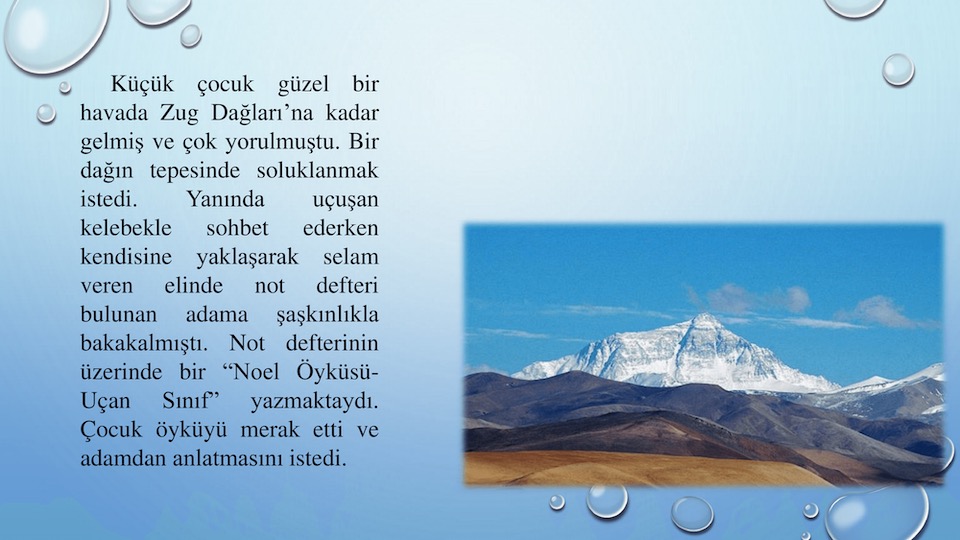 Küçük çocuk güzel bir
havada Zug Dağları’na kadar
gelmiş ve çok yorulmuştu. Bir
dağın tepesinde soluklanmak
istedi. Yanında uçuşan
kelebekle sohbet ederken
kendisine yaklaşarak selam
veren elinde not defteri
bulunan adama şaşkınlıkla
bakakalmıştı. Not defterinin
üzerinde bir “Noel Öyküsü-
Uçan Sınıf” yazmaktaydı.
Çocuk öyküyü merak etti ve
adamdan anlatmasını istedi.